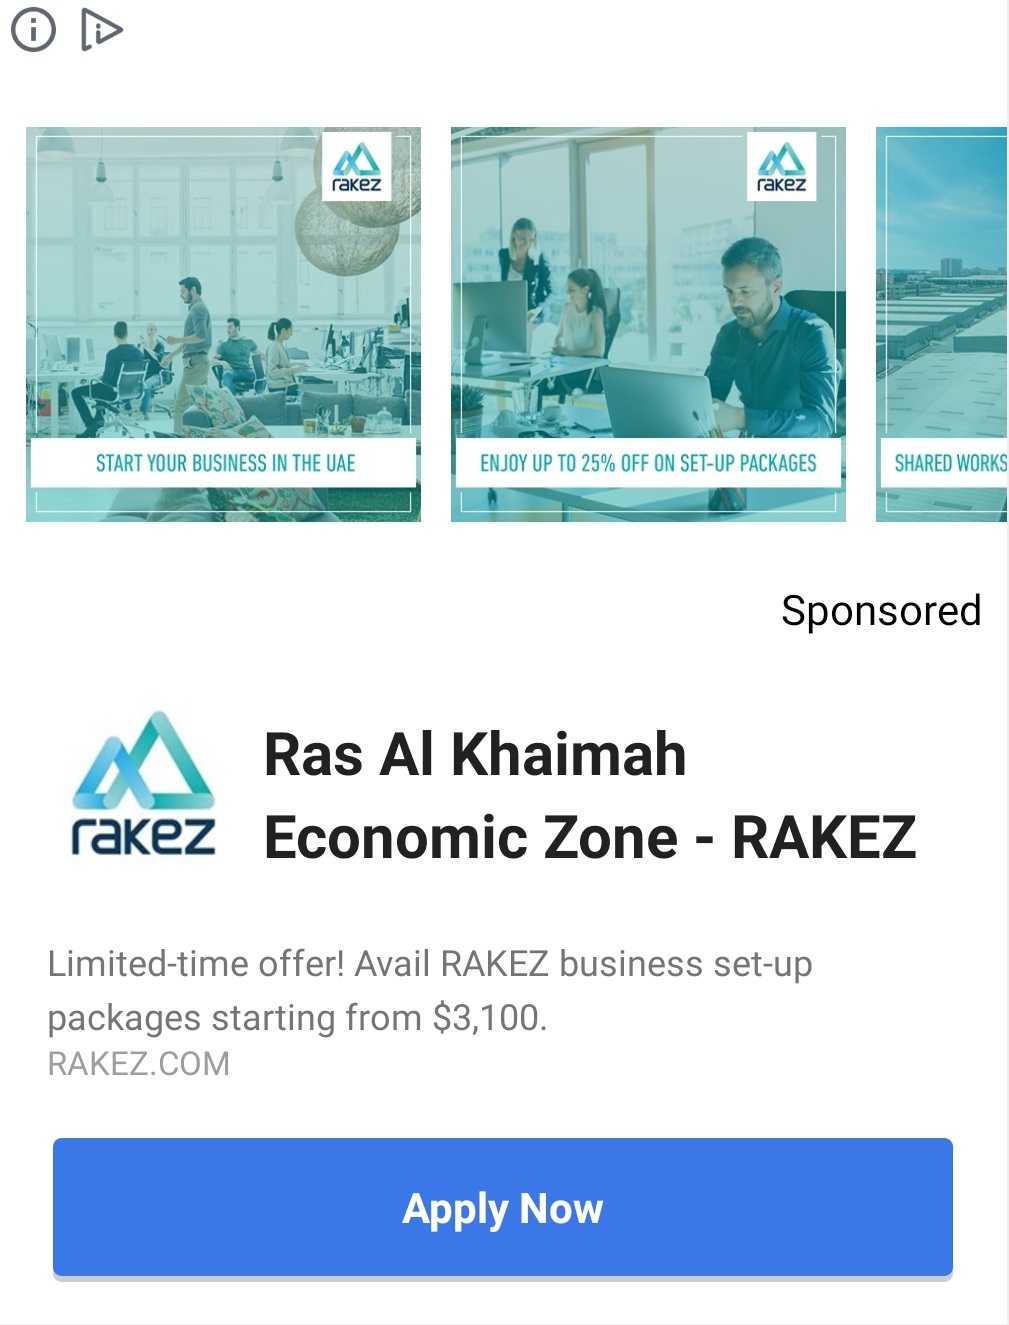 rakez
START YOUR BUSINESS IN THE UAE
rakez
ENJOY UP TO 25% OFF ON SET-UP PACKAGES
SHARED WORKS
Sponsored
rakez
Ras Al Khaimah
Economic Zone - RAKEZ
Limited-time offer! Avail RAKEZ business set-up
packages starting from $3,100.
RAKEZ.COM
Apply Now